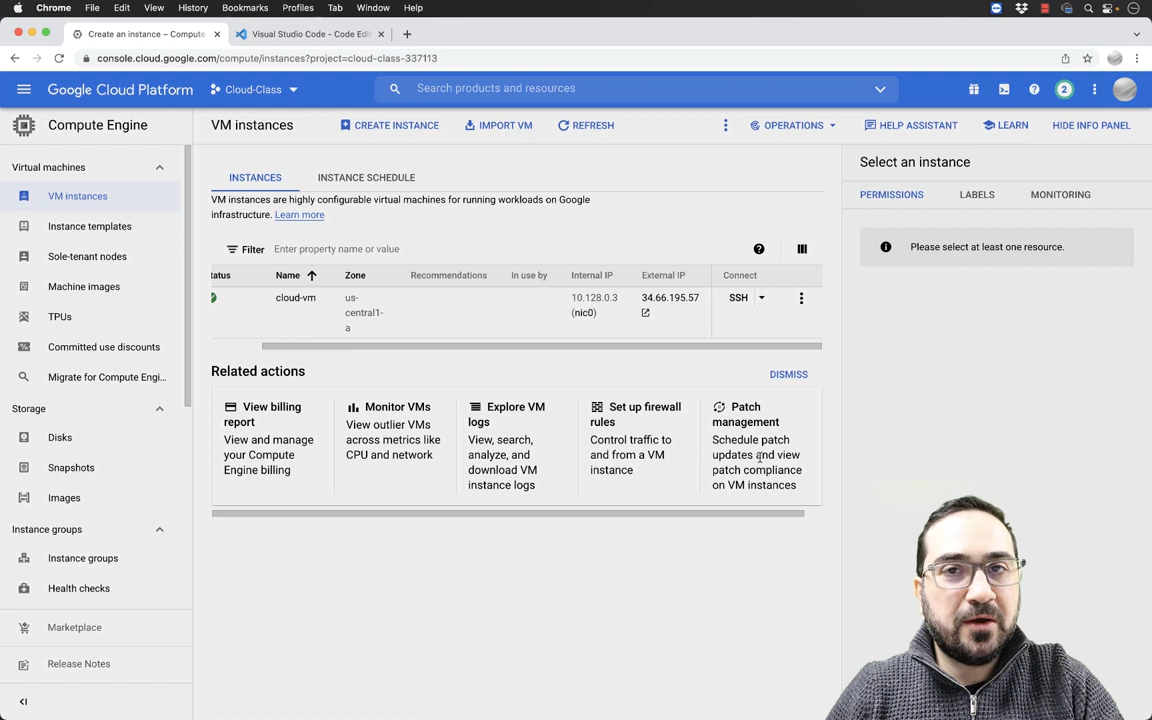 Chrome File Edit View History Bookmarks Profiles Tab Window Help
Create an instance – Compute
Visual Studio Code - Code Edit
console.cloud.google.com/compute/instances?project=cloud-class-337113
Google Cloud Platform
Cloud-Class
Search products and resources
2
Compute Engine
VM instances
CREATE INSTANCE
IMPORT VM
REFRESH
OPERATIONS
HELP ASSISTANT
LEARN
HIDE INFO PANEL
Virtual machines
VM instances
Instance templates
Sole-tenant nodes
Machine images
TPUs
Committed use discounts
Migrate for Compute Engi...
Storage
Disks
Snapshots
Images
Instance groups
Instance groups
Health checks
Marketplace
Release Notes
INSTANCES
INSTANCE SCHEDULE
VM instances are highly configurable virtual machines for running workloads on Google
infrastructure. Learn more
Filter
Enter property name or value
tatus Name Zone Recommendations In use by Internal IP External IP Connect
cloud-vm us- 10.128.0.3 34.66.195.57 SSH
central1- (nic0)
a
Related actions
DISMISS
View billing
report
View and manage
your Compute
Engine billing
Monitor VMs
View outlier VMs
across metrics like
CPU and network
Explore VM
logs
View, search,
analyze, and
download VM
instance logs
Set up firewall
rules
Control traffic to
and from a VM
instance
Patch
management
Schedule patch
updates and view
patch compliance
on VM instances
Select an instance
PERMISSIONS
LABELS
MONITORING
Please select at least one resource.